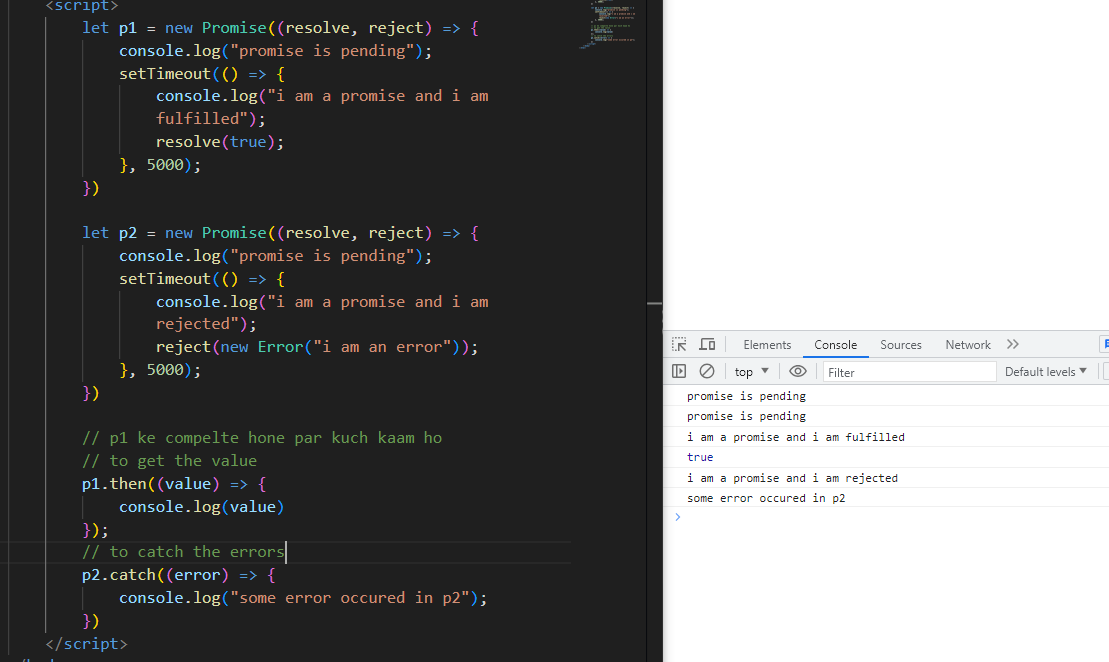 <script>
let p1 = new Promise((resolve, reject) => {
console.log("promise is pending");
setTimeout(() => {
console.log("i am a promise and i am
fulfilled");
resolve(true);
}, 5000);
})
let p2 = new Promise((resolve, reject) => {
console.log("promise is pending");
setTimeout(() => {
console.log("i am a promise and i am
rejected");
reject(new Error("i am an error"));
}, 5000);
})
// p1 ke compelte hone par kuch kaam ho
// to get the value
p1.then((value) => {
console.log(value)
});
// to catch the errors
p2.catch((error) => {
console.log("some error occured in p2");
})
</script>
Elements Console Sources Network
top Filter Default levels
promise is pending
promise is pending
i am a promise and i am fulfilled
true
i am a promise and i am rejected
some error occured in p2
>